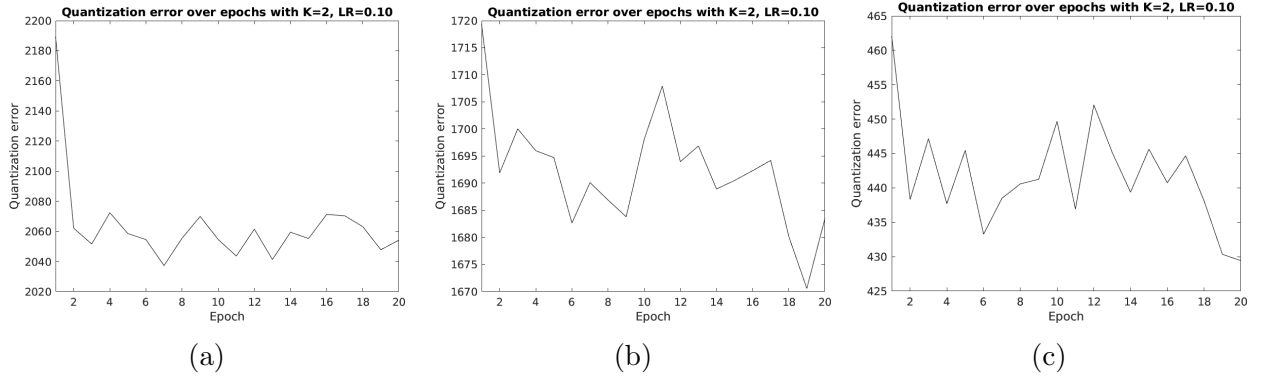 Quantization error over epochs with K=2, LR=0.10
2200
2180
2160
2140
2120
2100
2080
2060
2040
2020
Quantization error
2 4 6 8 10 12 14 16 18 20
Epoch
(a)
Quantization error over epochs with K=2, LR=0.10
1720
1715
1710
1705
1700
1695
1690
1685
1680
1675
1670
Quantization error
2 4 6 8 10 12 14 16 18 20
Epoch
(b)
Quantization error over epochs with K=2, LR=0.10
465
460
455
450
445
440
435
430
425
Quantization error
2 4 6 8 10 12 14 16 18 20
Epoch
(c)